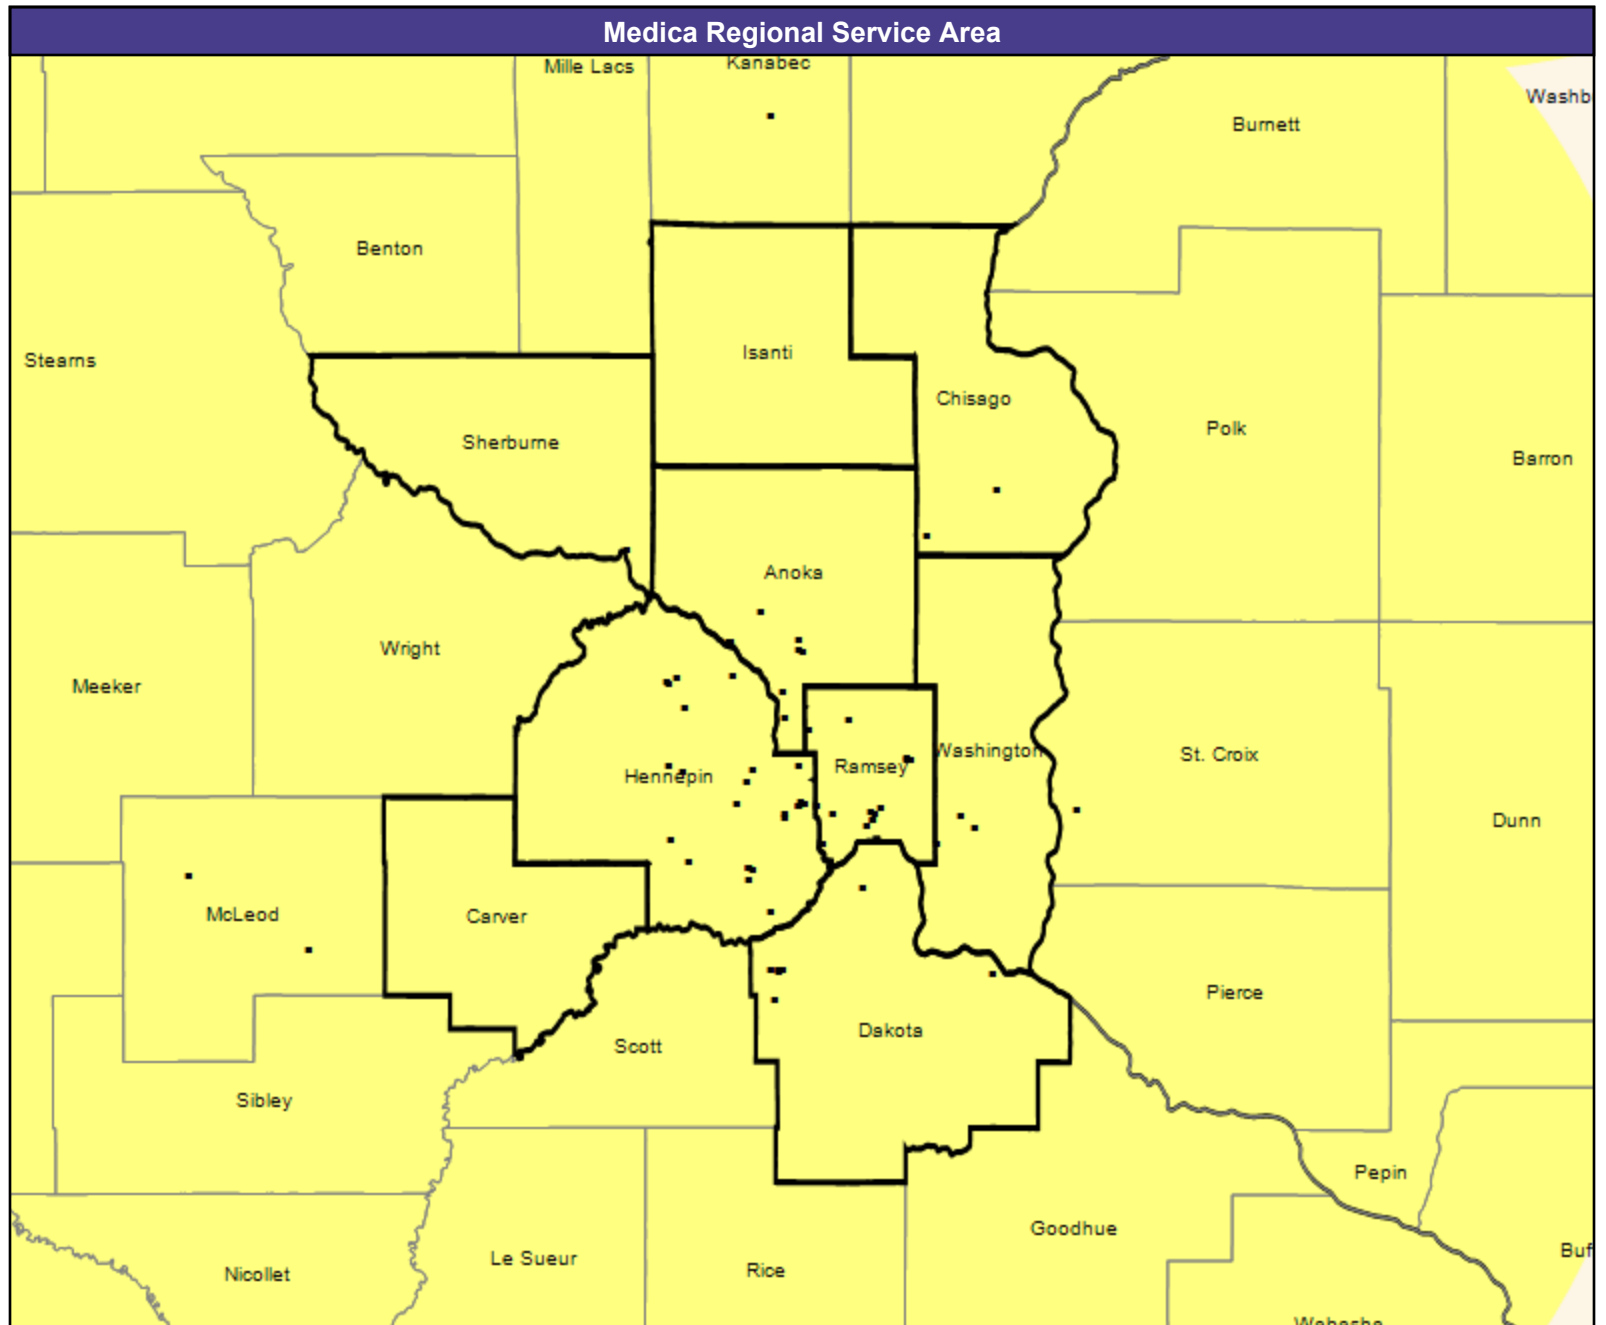 Medica Regional Service Area
Mille Lacs
Kanabec
Washb
Burnett
Benton
Stearns
Isanti
Chisago
Sherburne
Polk
Barron
Anoka
Wright
Meeker
Washington
St. Croix
Ramsey
Hennepin
Dunn
McLeod
Carver
Pierce
Dakota
Scott
Sibley
Pepin
Goodhue
Buf
Le Sueur
Rice
Nicollet